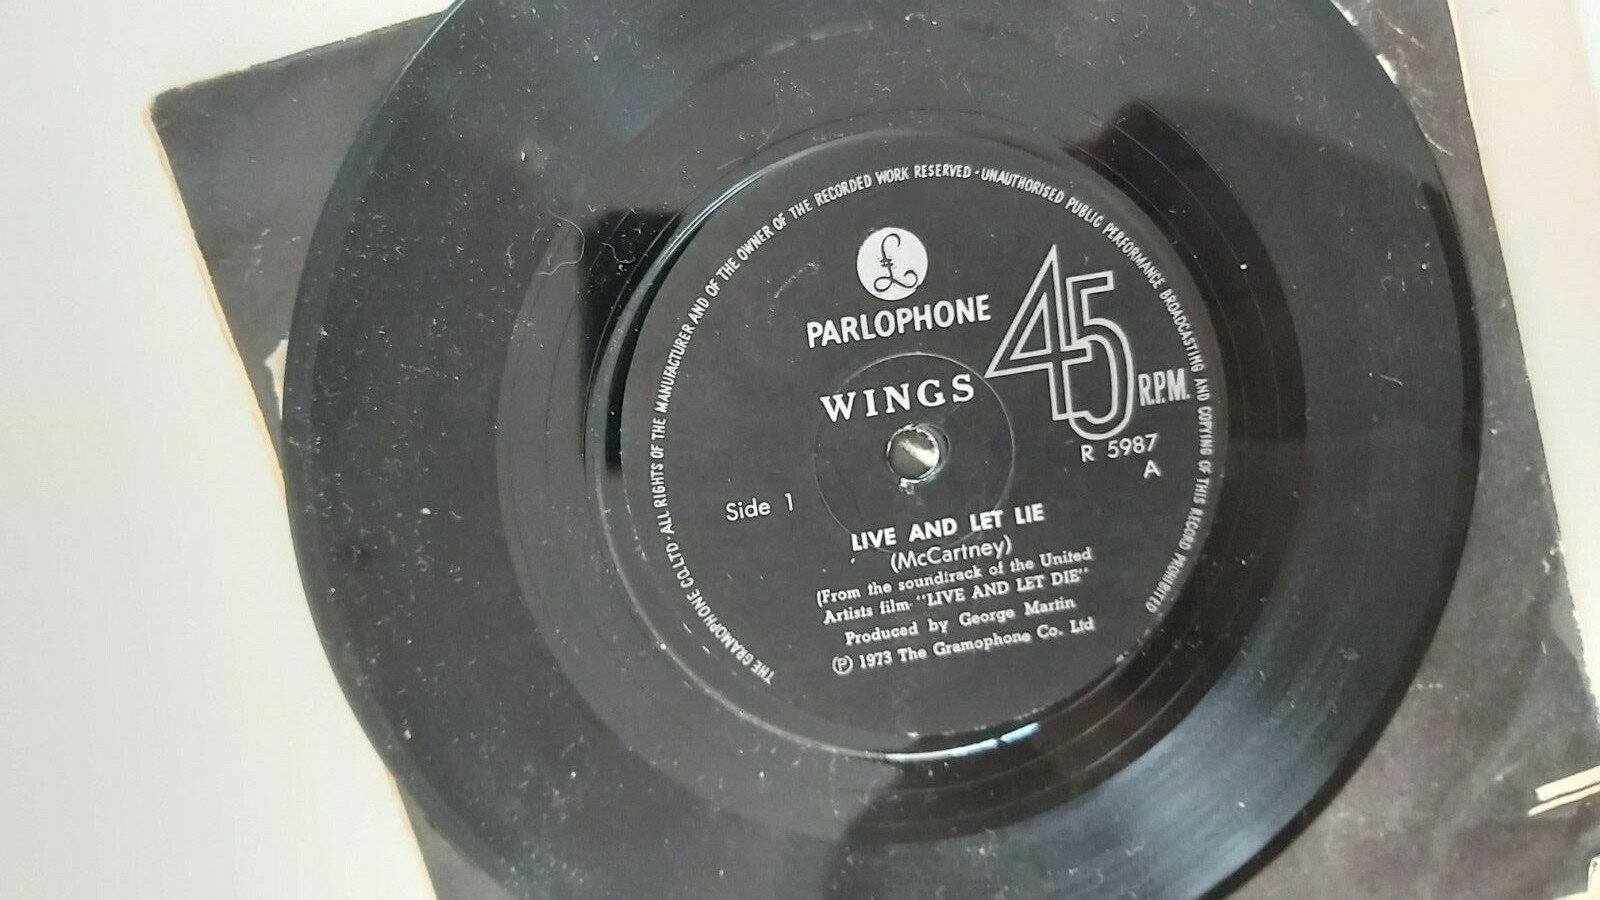 THE GRAMOPHONE CO.LTD · ALL RIGHTS OF THE MANUFACTURER AND OF THE OWNER OF THE RECORDED WORK RESERVED · UNAUTHORISED PUBLIC PERFORMANCE BROADCASTING AND COPYING OF THIS RECORD PROHIBITED
£
PARLOPHONE
45
R.P.M.
WINGS
R 5987
A
Side 1
LIVE AND LET LIE
(McCartney)
(From the soundtrack of the United
Artists film "LIVE AND LET DIE"
Produced by George Martin
℗ 1973 The Gramophone Co. Ltd